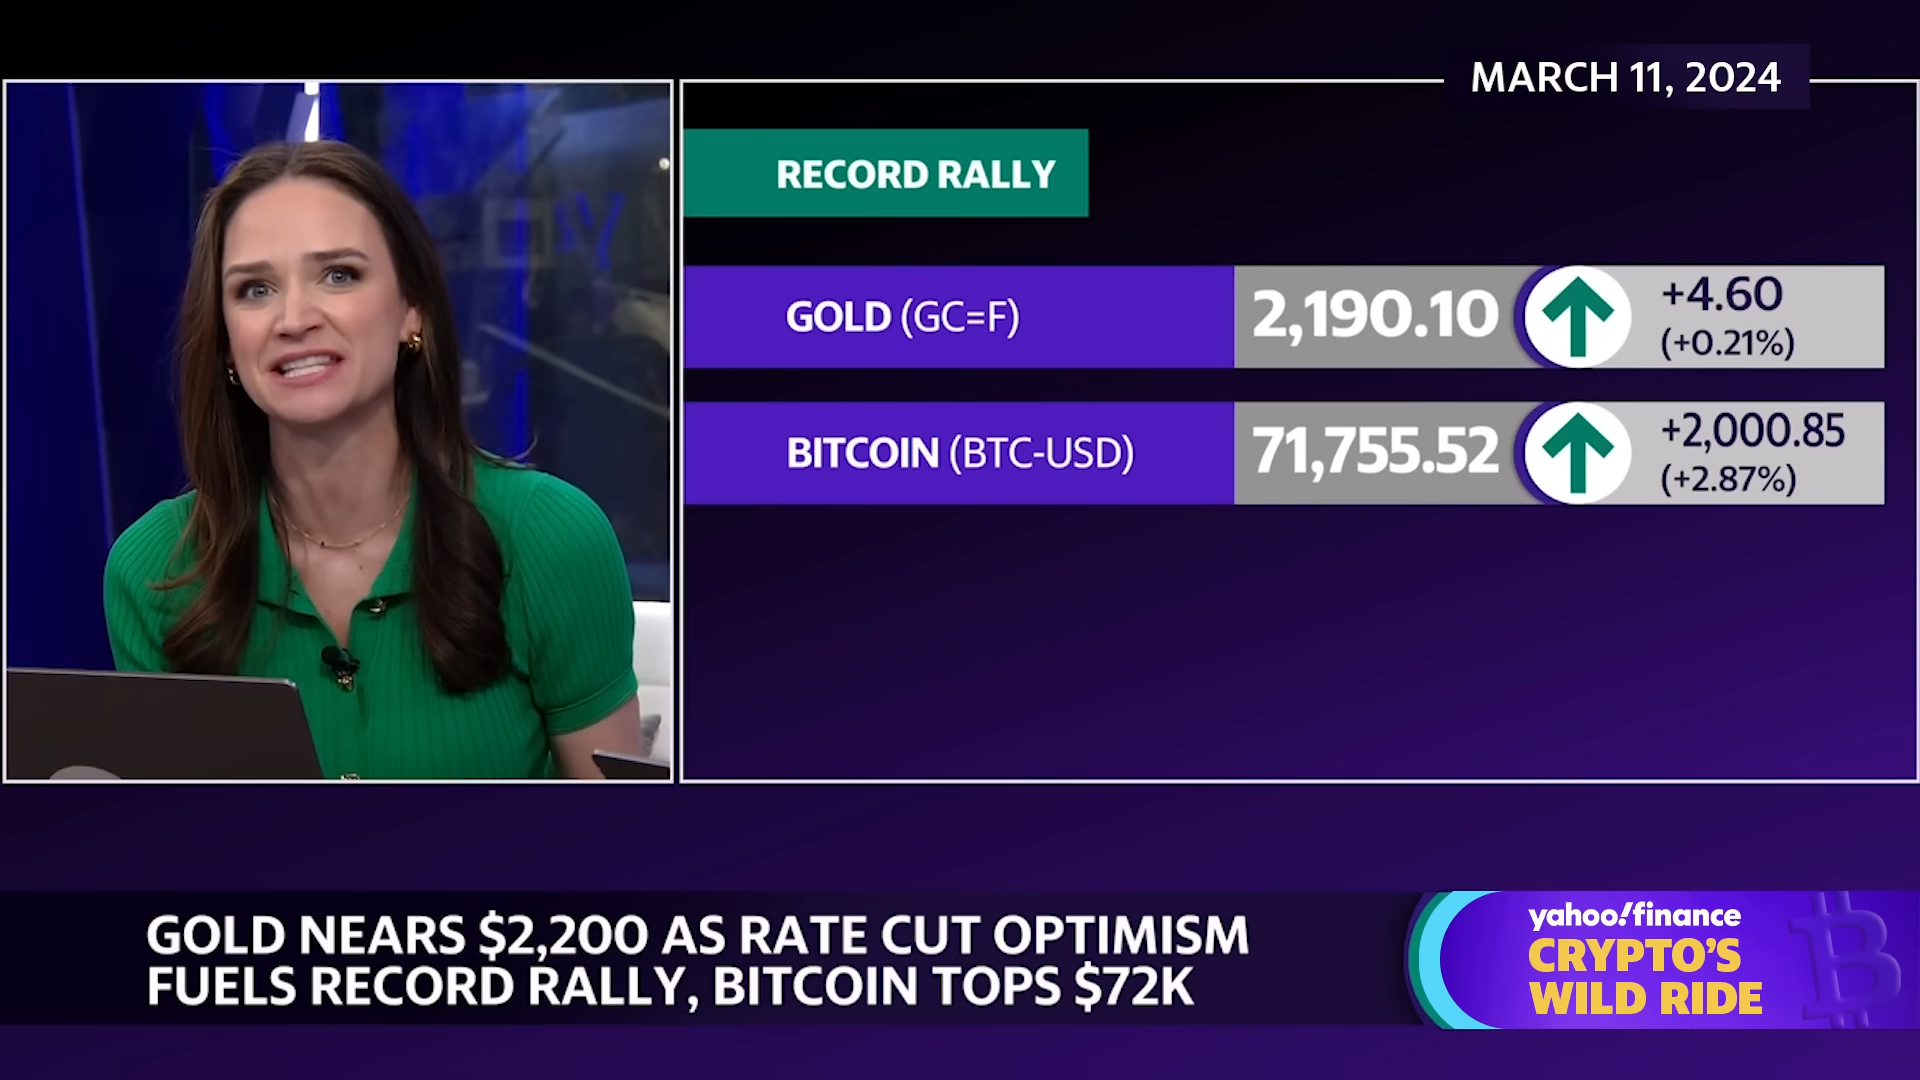 MARCH 11, 2024
RECORD RALLY
GOLD (GC=F) 2,190.10 +4.60
(+0.21%)
BITCOIN (BTC-USD) 71,755.52 +2,000.85
(+2.87%)
GOLD NEARS $2,200 AS RATE CUT OPTIMISM
FUELS RECORD RALLY, BITCOIN TOPS $72K
yahoo!finance
CRYPTO'S
WILD RIDE